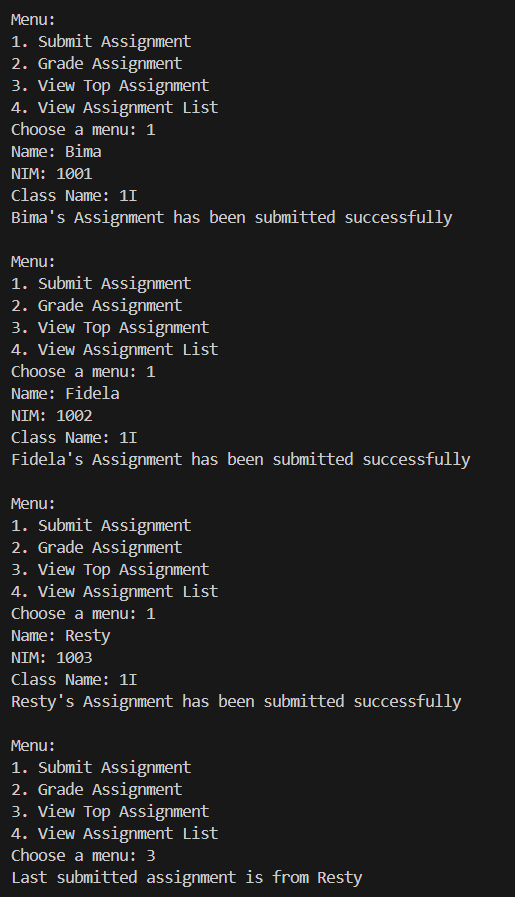 Menu:
1. Submit Assignment
2. Grade Assignment
3. View Top Assignment
4. View Assignment List
Choose a menu: 1
Name: Bima
NIM: 1001
Class Name: 1I
Bima's Assignment has been submitted successfully

Menu:
1. Submit Assignment
2. Grade Assignment
3. View Top Assignment
4. View Assignment List
Choose a menu: 1
Name: Fidela
NIM: 1002
Class Name: 1I
Fidela's Assignment has been submitted successfully

Menu:
1. Submit Assignment
2. Grade Assignment
3. View Top Assignment
4. View Assignment List
Choose a menu: 1
Name: Resty
NIM: 1003
Class Name: 1I
Resty's Assignment has been submitted successfully

Menu:
1. Submit Assignment
2. Grade Assignment
3. View Top Assignment
4. View Assignment List
Choose a menu: 3
Last submitted assignment is from Resty